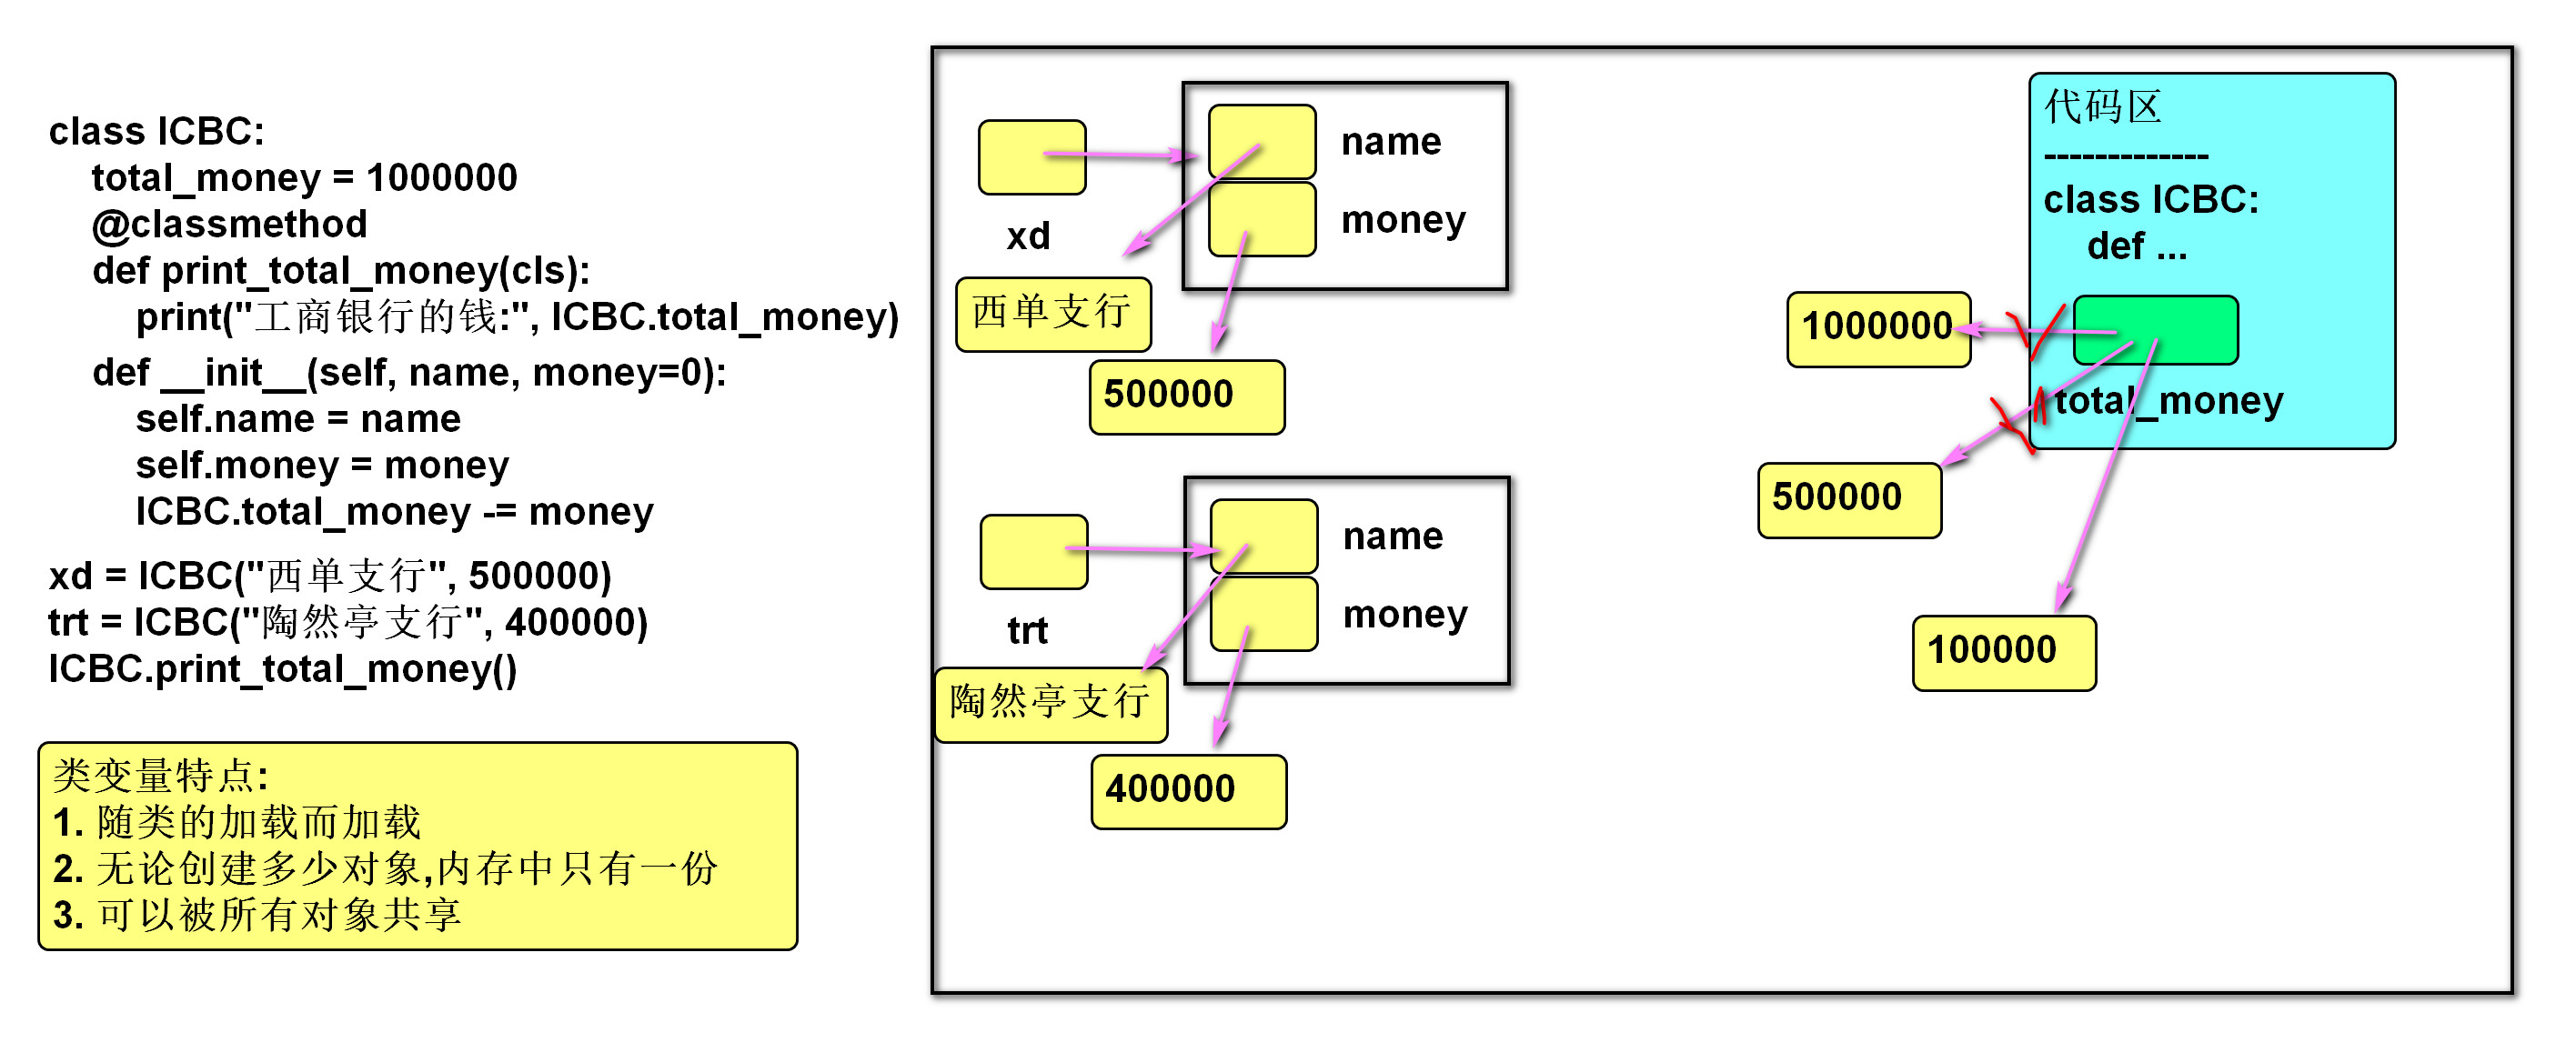 class ICBC:
total_money = 1000000
@classmethod
def print_total_money(cls):
print("工商银行的钱:", ICBC.total_money)
def __init__(self, name, money=0):
self.name = name
self.money = money
ICBC.total_money -= money
xd = ICBC("西单支行", 500000)
trt = ICBC("陶然亭支行", 400000)
ICBC.print_total_money()
类变量特点:
1. 随类的加载而加载
2. 无论创建多少对象,内存中只有一份
3. 可以被所有对象共享
name
money
xd
西单支行
500000
name
money
trt
陶然亭支行
400000
代码区
-------------
class ICBC:
def ...
total_money
1000000
500000
100000